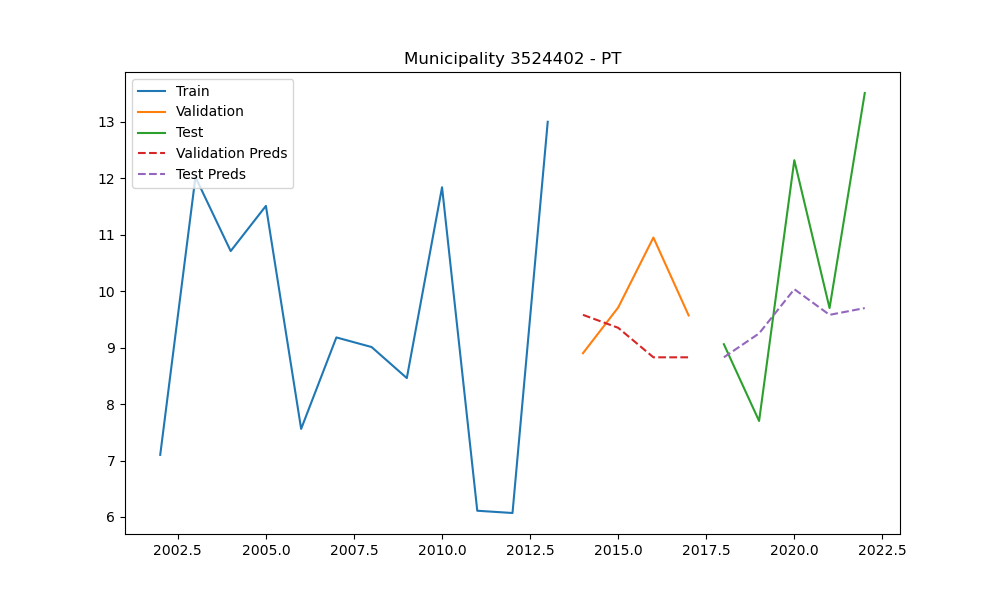 Municipality 3524402 - PT
Train
Validation
Test
Validation Preds
Test Preds
13
12
11
10
9
8
7
6
2002.5 2005.0 2007.5 2010.0 2012.5 2015.0 2017.5 2020.0 2022.5